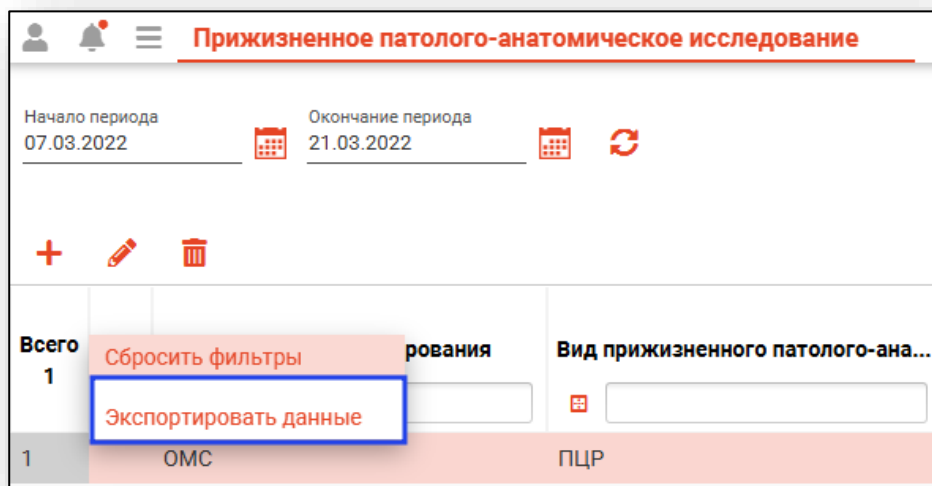 Прижизненное патолого-анатомическое исследование
Начало периода
Окончание периода
07.03.2022
21.03.2022
Всего
1
Сбросить фильтры
рования
Вид прижизненного патолого-ана...
Экспортировать данные
1
ОМС
ПЦР